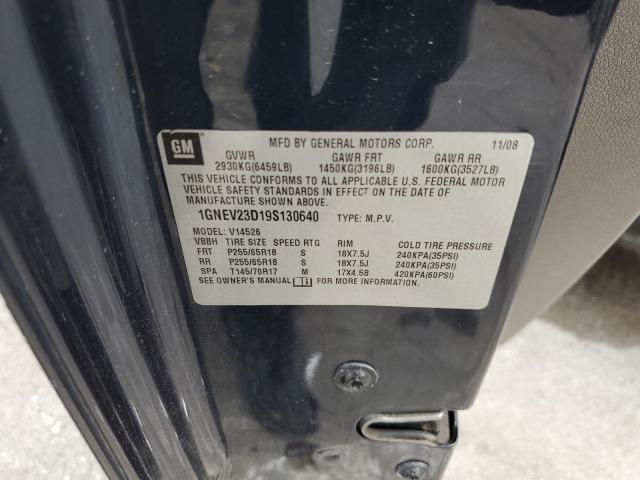 GM
MFD BY GENERAL MOTORS CORP. 11/08
GVWR GAWR FRT GAWR RR
2930KG(6459LB) 1450KG(3196LB) 1600KG(3527LB)
THIS VEHICLE CONFORMS TO ALL APPLICABLE U.S. FEDERAL MOTOR
VEHICLE SAFETY STANDARDS IN EFFECT ON THE DATE OF
MANUFACTURE SHOWN ABOVE.
1GNEV23D19S130640 TYPE: M.P.V.
MODEL: V14526
VBBH TIRE SIZE SPEED RTG RIM COLD TIRE PRESSURE
FRT P255/65R18 S 18X7.5J 240KPA(35PSI)
RR P255/65R18 S 18X7.5J 240KPA(35PSI)
SPA T145/70R17 M 17X4.5B 420KPA(60PSI)
SEE OWNER'S MANUAL i FOR MORE INFORMATION.